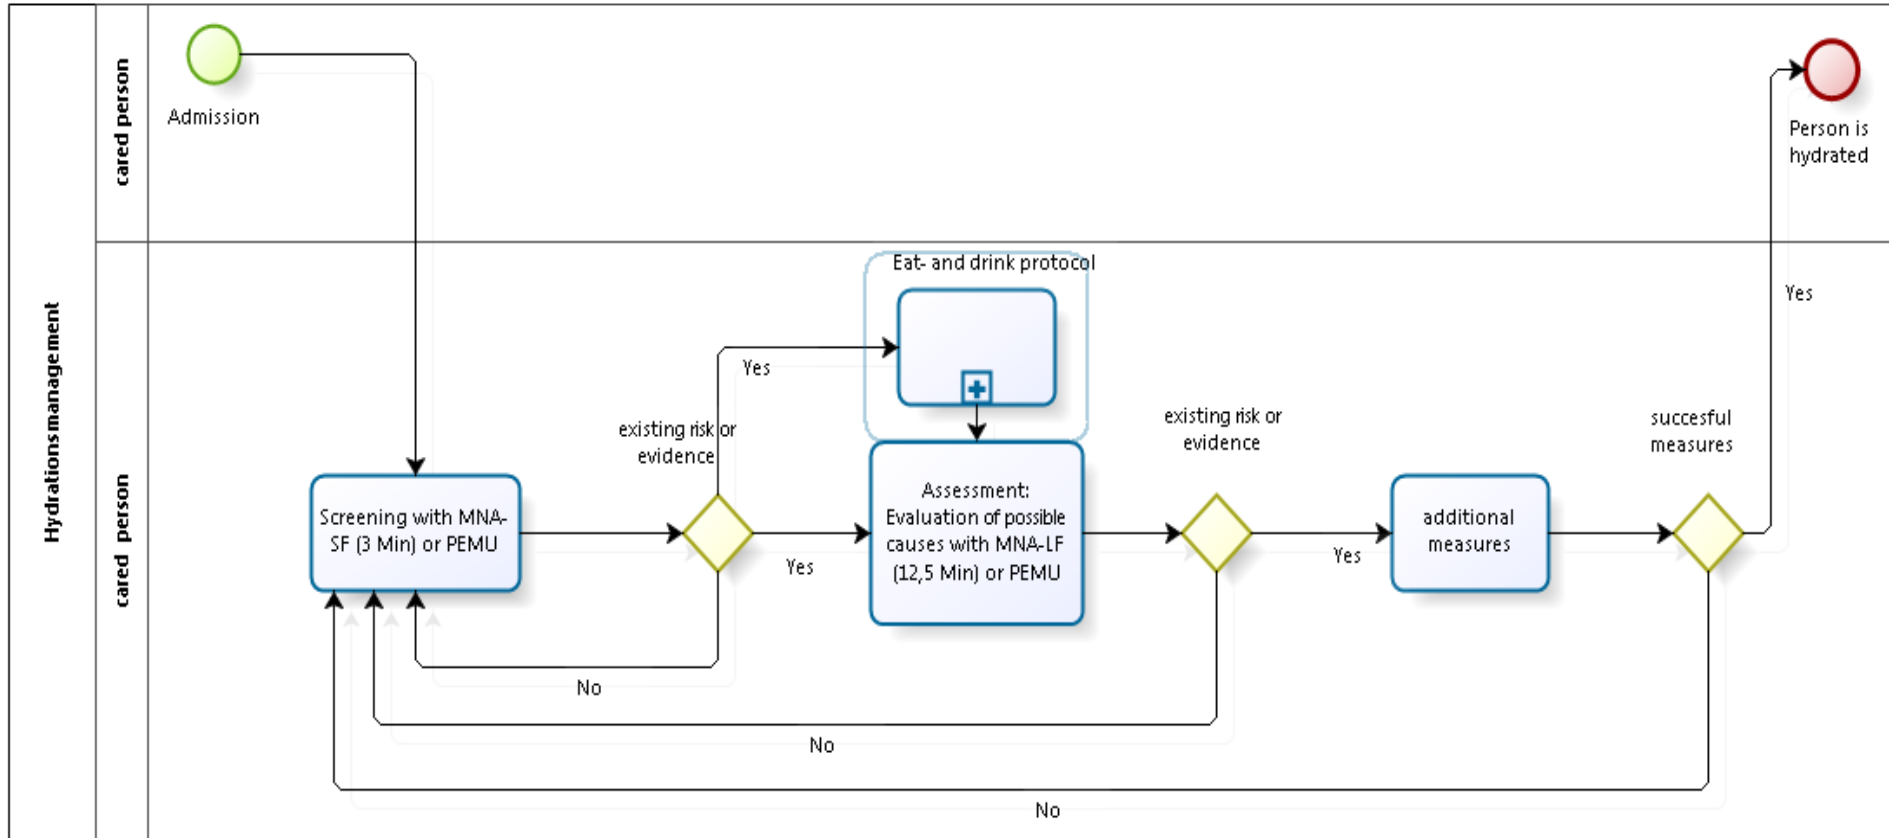 Hydrationsmanagement
cared person
Admission
Person is
hydrated
cared person
Eat- and drink protocol
Yes
Yes
existing risk or
evidence
existing risk or
evidence
succesful
measures
Screening with MNA-
SF (3 Min) or PEMU
Assessment:
Evaluation of possible
causes with MNA-LF
(12,5 Min) or PEMU
additional
measures
Yes
Yes
No
No
No